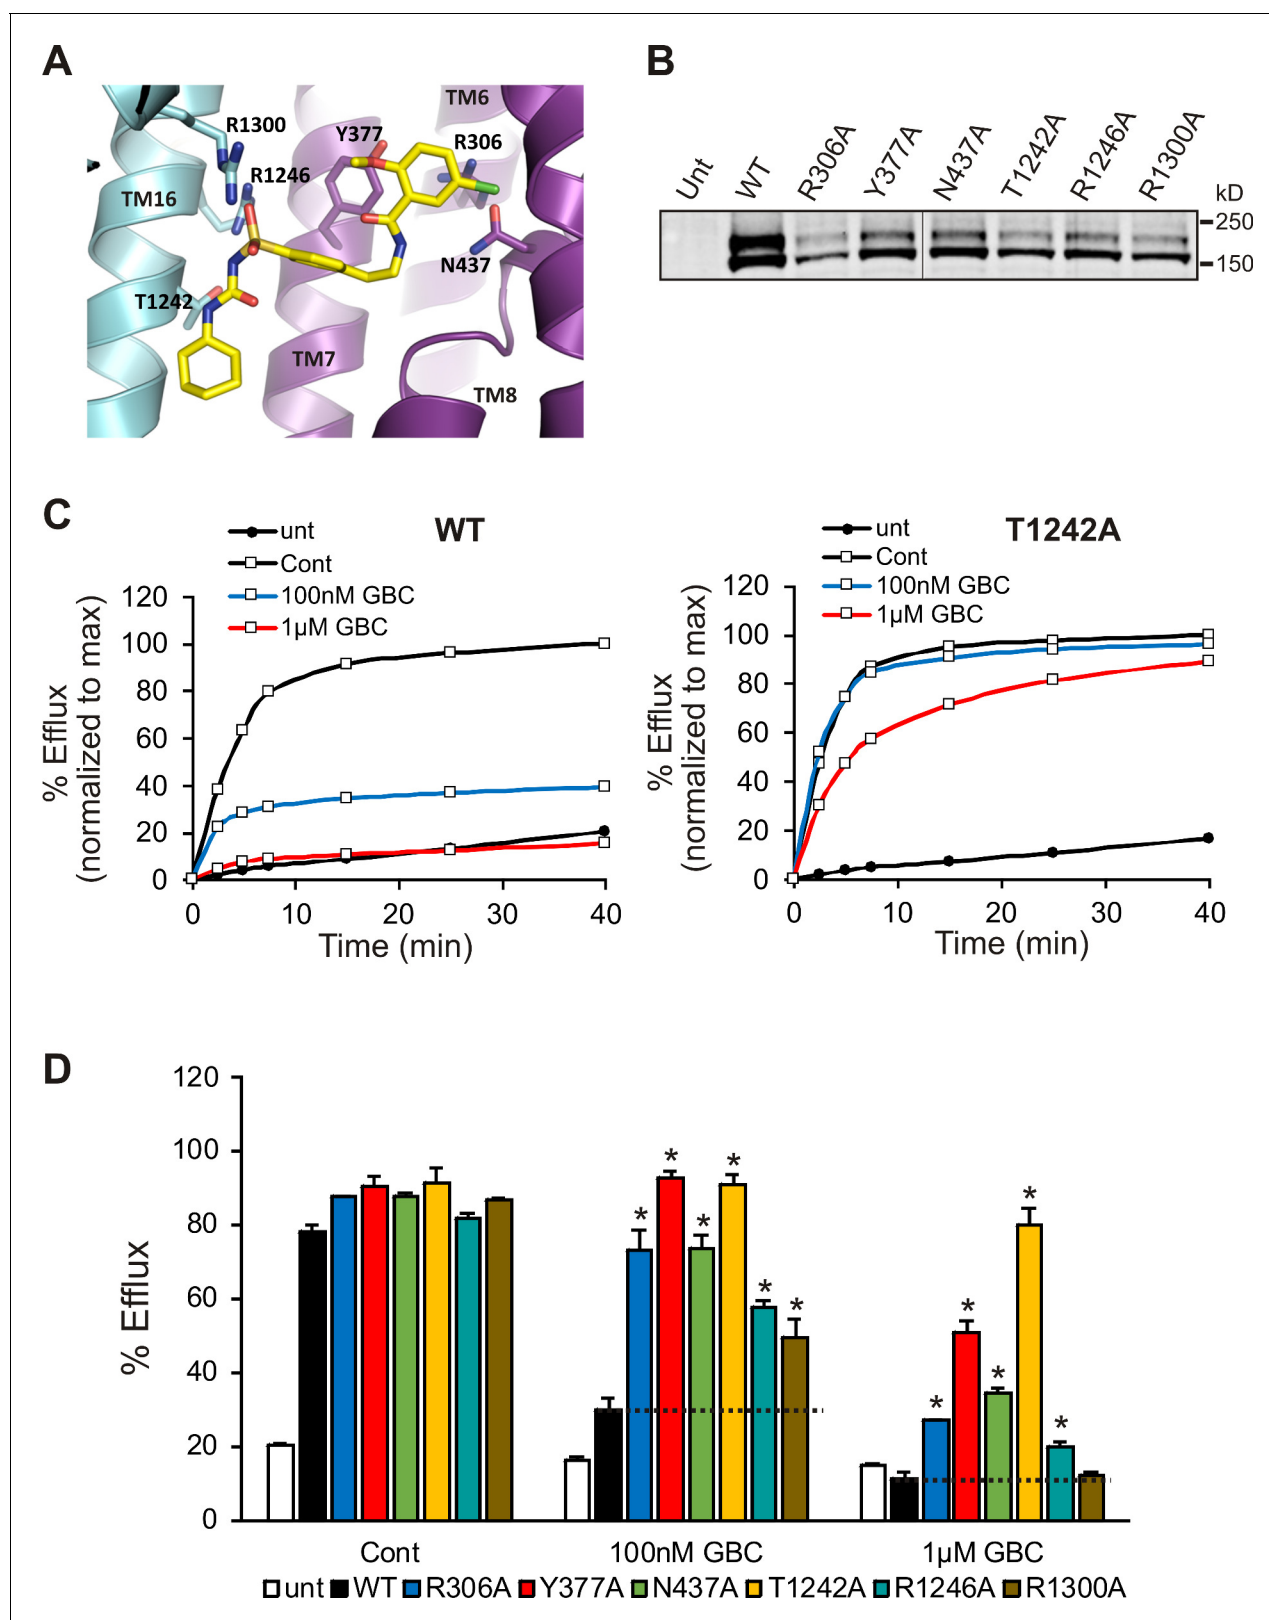 A
TM6
R1300
Y377
R306
R1246
TM16
N437
T1242
TM7
TM8
B
Unt WT R306A Y377A N437A T1242A R1246A R1300A
kD
250
150
C
WT
unt
Cont
100nM GBC
1µM GBC
% Efflux
(normalized to max)
120
100
80
60
40
20
0
0 10 20 30 40
Time (min)
T1242A
unt
Cont
100nM GBC
1µM GBC
% Efflux
(normalized to max)
120
100
80
60
40
20
0
0 10 20 30 40
Time (min)
D
% Efflux
120
100
80
60
40
20
0
* * * * * *
* * * * *
Cont 100nM GBC 1µM GBC
unt WT R306A Y377A N437A T1242A R1246A R1300A